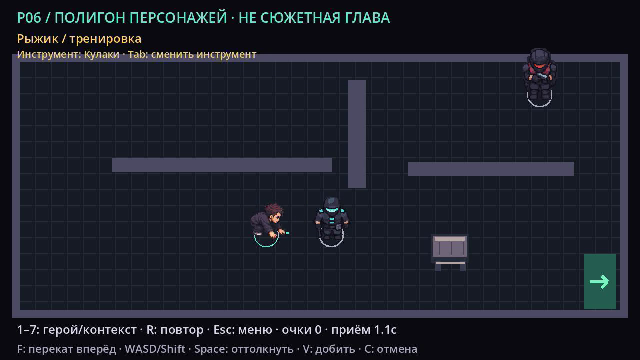 P06 / ПОЛИГОН ПЕРСОНАЖЕЙ · НЕ СЮЖЕТНАЯ ГЛАВА
Рыжик / тренировка
Инструмент: Кулаки · Tab: сменить инструмент
1–7: герой/контекст · R: повтор · Esc: меню · очки 0 · приём 1.1с
F: перекат вперёд · WASD/Shift · Space: оттолкнуть · V: добить · C: отмена